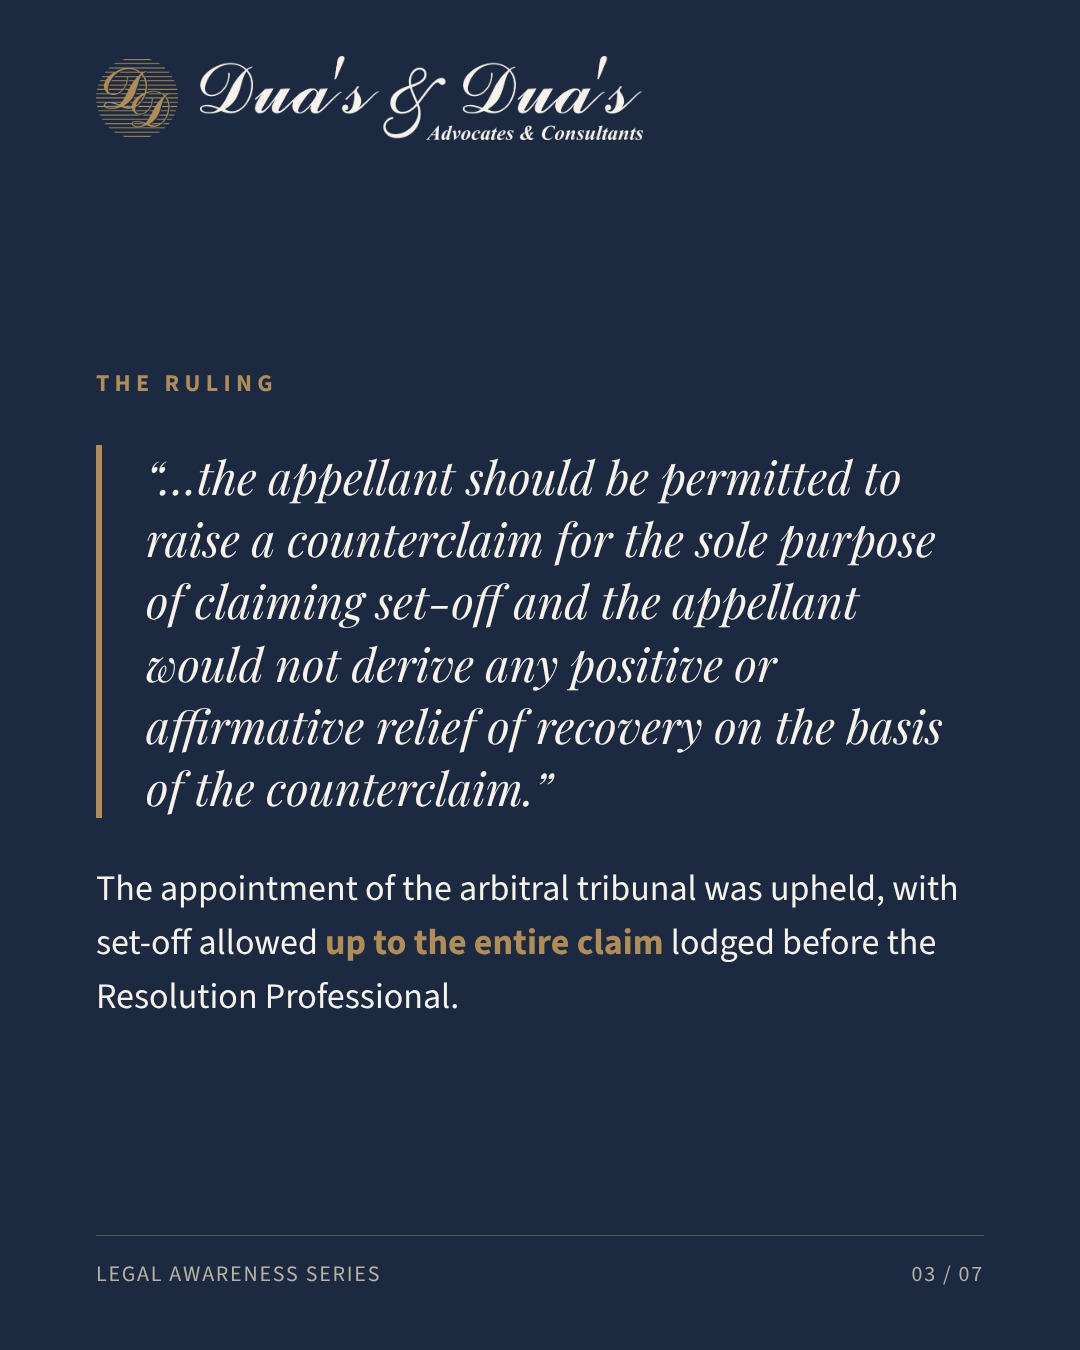 DD
Dua's & Dua's
Advocates & Consultants
THE RULING
“…the appellant should be permitted to
raise a counterclaim for the sole purpose
of claiming set-off and the appellant
would not derive any positive or
affirmative relief of recovery on the basis
of the counterclaim.”
The appointment of the arbitral tribunal was upheld, with
set-off allowed up to the entire claim lodged before the
Resolution Professional.
LEGAL AWARENESS SERIES
03 / 07